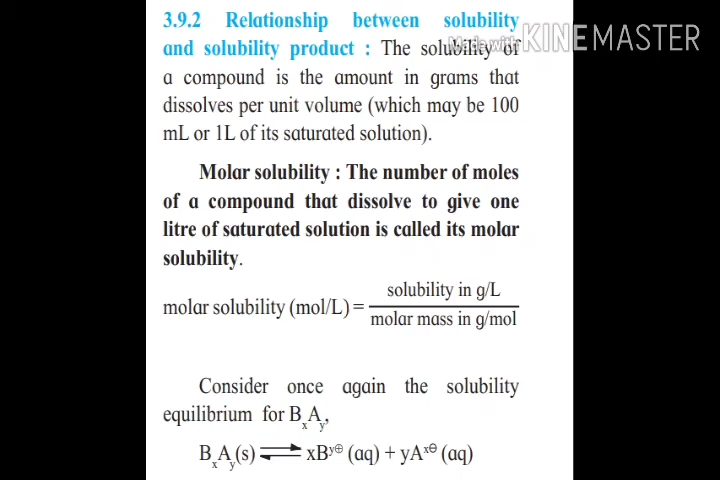 3.9.2 Relationship between solubility
and solubility product : The solubility of
Made with KINEMASTER
a compound is the amount in grams that
dissolves per unit volume (which may be 100
mL or 1L of its saturated solution).
Molar solubility : The number of moles
of a compound that dissolve to give one
litre of saturated solution is called its molar
solubility.
molar solubility (mol/L) = solubility in g/L / molar mass in g/mol
Consider once again the solubility
equilibrium for BₓAᵧ,
BₓAᵧ(s) ⇌ xBʸ⊕ (aq) + yAˣ⊖ (aq)